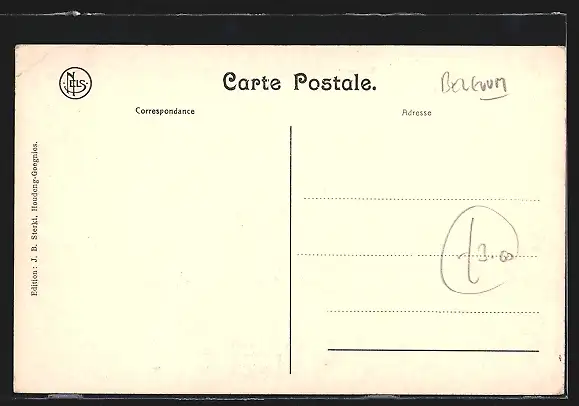 NELS
Carte Postale.
BELGIUM
Correspondance
Adresse
Edition: J. B. Sterkt, Houdeng-Goegnies.